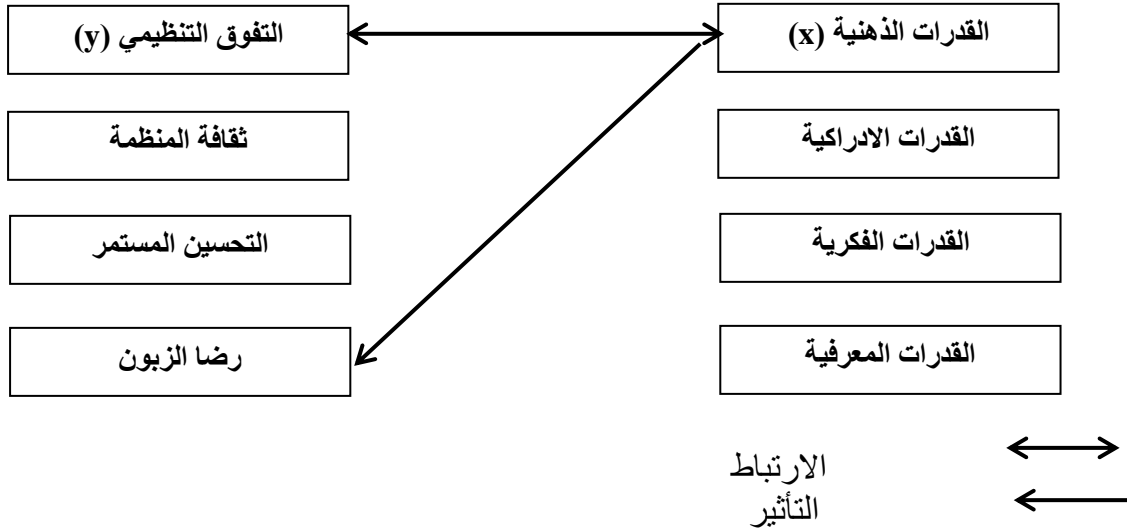 القدرات الذهنية (x)
التفوق التنظيمي (y)
القدرات الادراكية
ثقافة المنظمة
القدرات الفكرية
التحسين المستمر
القدرات المعرفية
رضا الزبون
الارتباط
التأثير